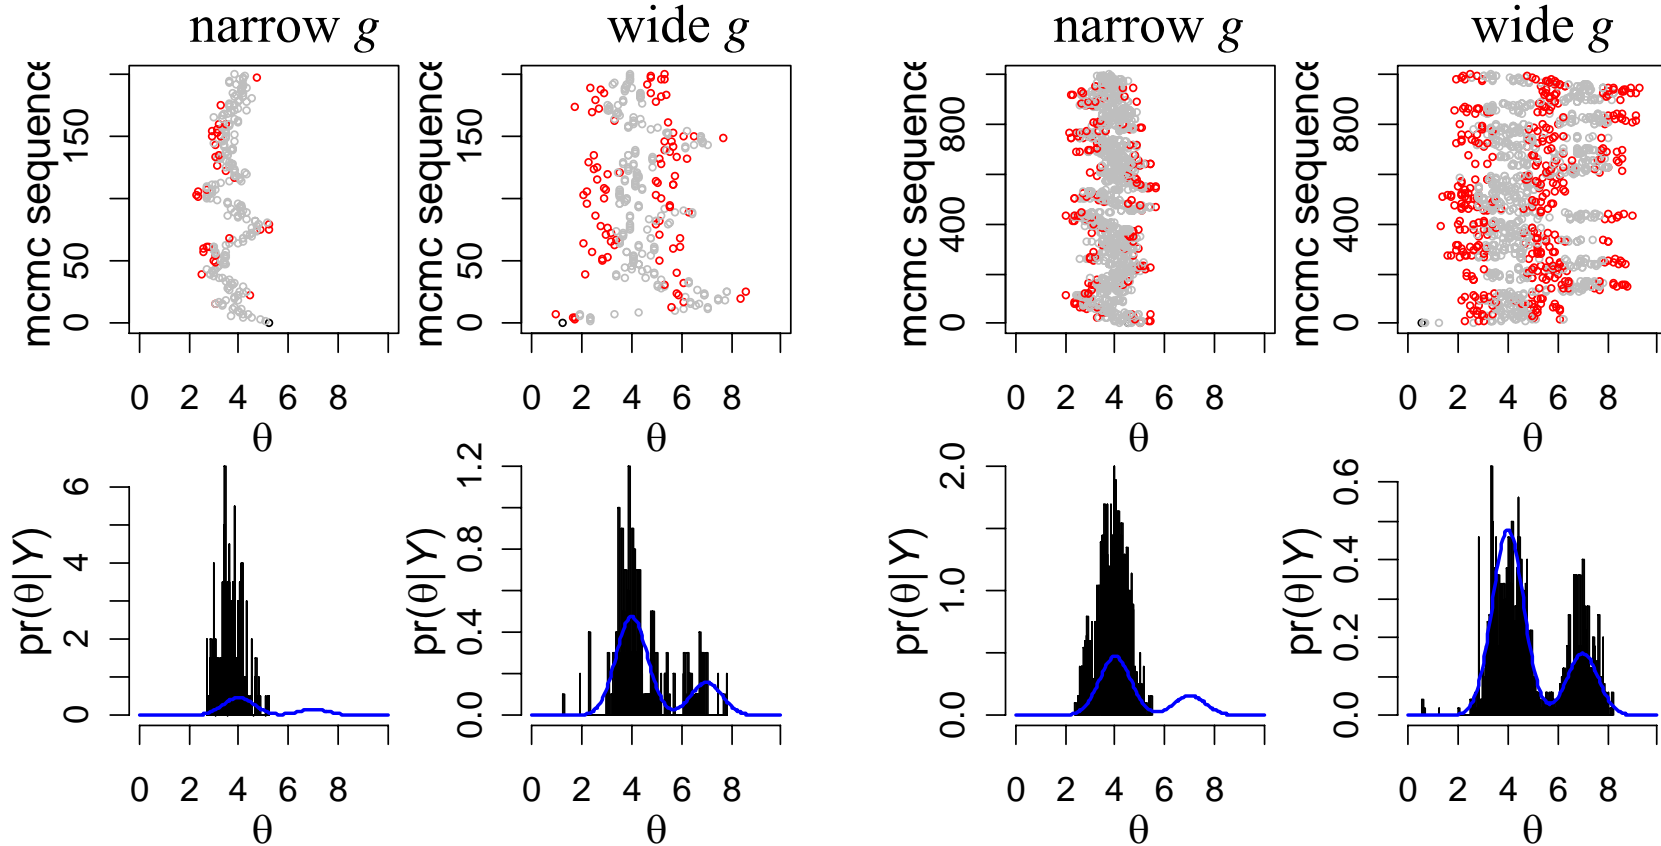 narrow g
wide g
narrow g
wide g
mcmc sequence
0 50 150
0 2 4 6 8
θ
mcmc sequence
0 50 150
0 2 4 6 8
θ
mcmc sequence
0 400 800
0 2 4 6 8
θ
mcmc sequence
0 400 800
0 2 4 6 8
θ
pr(θ|Y)
0 2 4 6
0 2 4 6 8
θ
pr(θ|Y)
0.0 0.4 0.8 1.2
0 2 4 6 8
θ
pr(θ|Y)
0.0 1.0 2.0
0 2 4 6 8
θ
pr(θ|Y)
0.0 0.2 0.4 0.6
0 2 4 6 8
θ